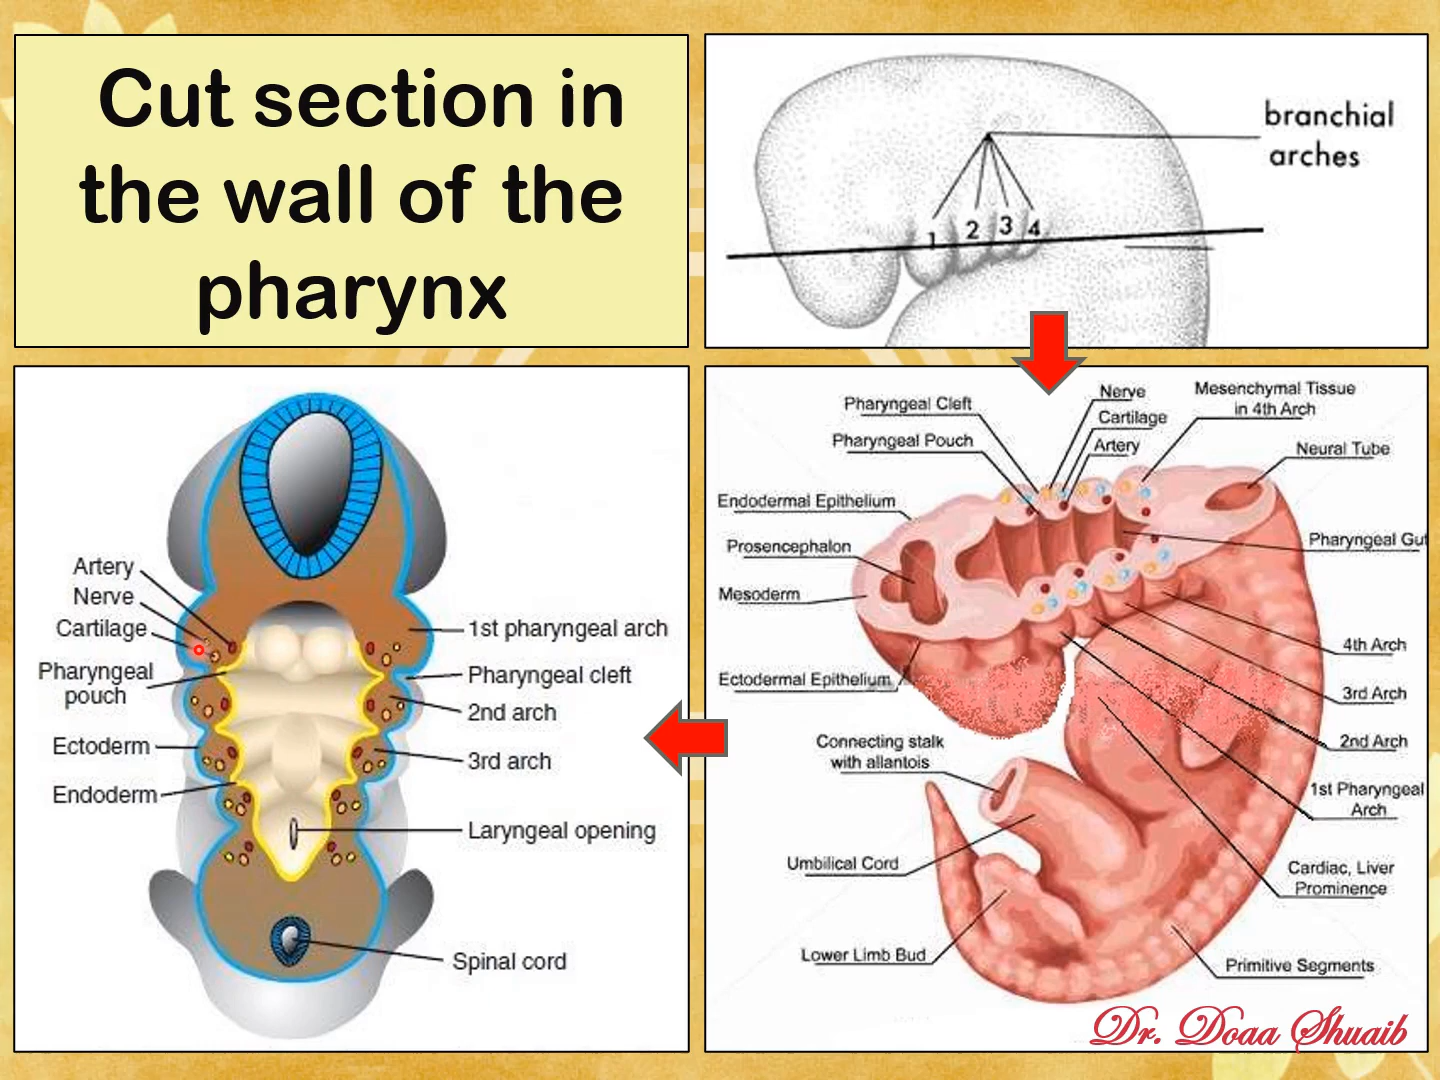 Cut section in
the wall of the
pharynx
branchial
arches
1 2 3 4
Pharyngeal Cleft
Pharyngeal Pouch
Nerve
Cartilage
Artery
Mesenchymal Tissue
in 4th Arch
Neural Tube
Endodermal Epithelium
Prosencephalon
Mesoderm
Ectodermal Epithelium
Pharyngeal Gut
4th Arch
3rd Arch
2nd Arch
1st Pharyngeal
Arch
Connecting stalk
with allantois
Umbilical Cord
Lower Limb Bud
Cardiac, Liver
Prominence
Primitive Segments
Artery
Nerve
Cartilage
Pharyngeal
pouch
Ectoderm
Endoderm
1st pharyngeal arch
Pharyngeal cleft
2nd arch
3rd arch
Laryngeal opening
Spinal cord
Dr. Doaa Shuaib